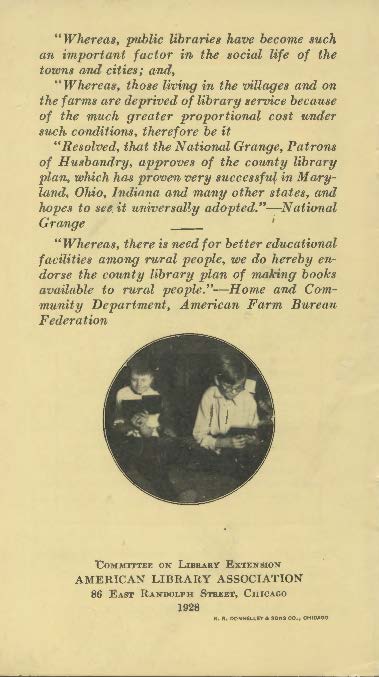 "Whereas, public libraries have become such
an important factor in the social life of the
towns and cities; and,
"Whereas, those living in the villages and on
the farms are deprived of library service because
of the much greater proportional cost under
such conditions, therefore be it
"Resolved, that the National Grange, Patrons
of Husbandry, approves of the county library
plan, which has proven very successful in Mary-
land, Ohio, Indiana and many other states, and
hopes to see it universally adopted."—National
Grange
"Whereas, there is need for better educational
facilities among rural people, we do hereby en-
dorse the county library plan of making books
available to rural people."—Home and Com-
munity Department, American Farm Bureau
Federation
Committee on Library Extension
AMERICAN LIBRARY ASSOCIATION
86 East Randolph Street, Chicago
1928
R. R. DONNELLEY & SONS CO., CHICAGO